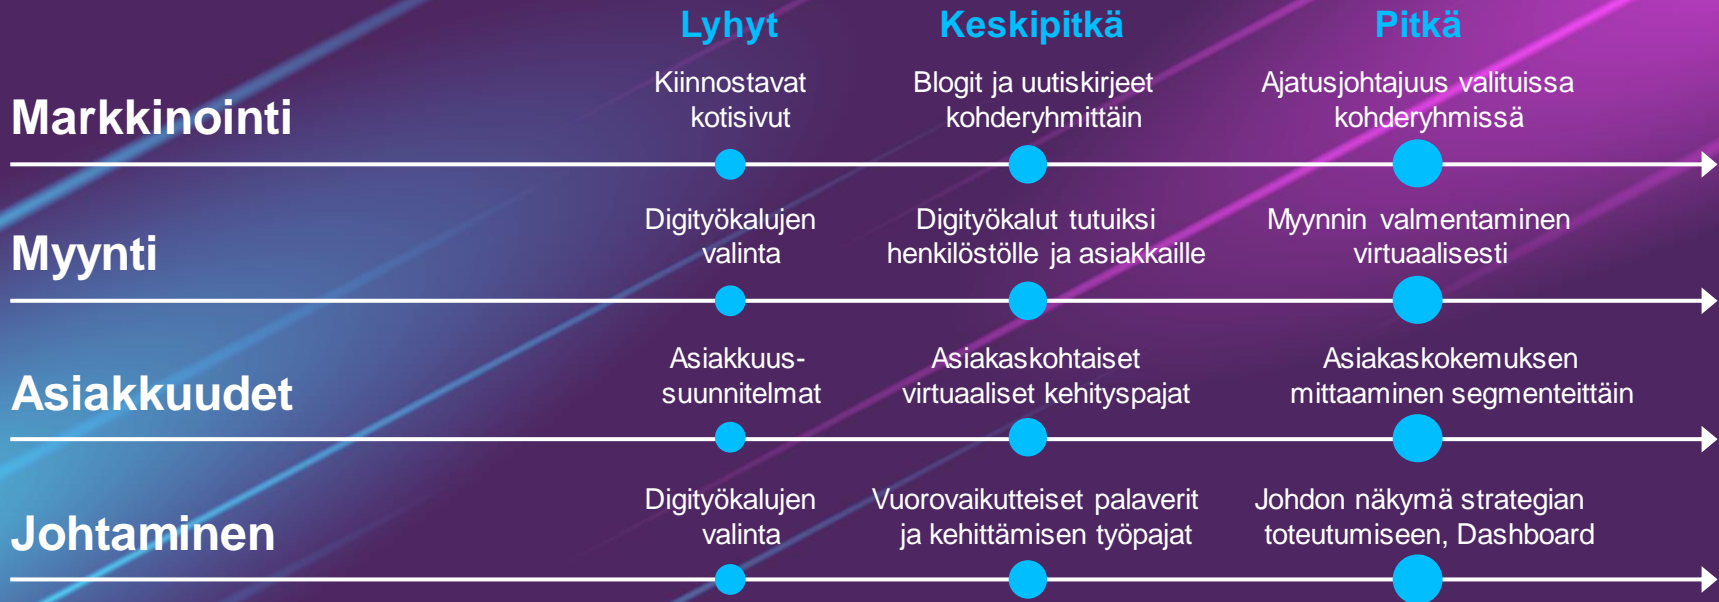 Lyhyt
Keskipitkä
Pitkä
Markkinointi
Kiinnostavat
kotisivut
Blogit ja uutiskirjeet
kohderyhmittäin
Ajatusjohtajuus valituissa
kohderyhmissä
Myynti
Digityökalujen
valinta
Digityökalut tutuiksi
henkilöstölle ja asiakkaille
Myynnin valmentaminen
virtuaalisesti
Asiakkuudet
Asiakkuus-
suunnitelmat
Asiakaskohtaiset
virtuaaliset kehityspajat
Asiakaskokemuksen
mittaaminen segmenteittäin
Johtaminen
Digityökalujen
valinta
Vuorovaikutteiset palaverit
ja kehittämisen työpajat
Johdon näkymä strategian
toteutumiseen, Dashboard